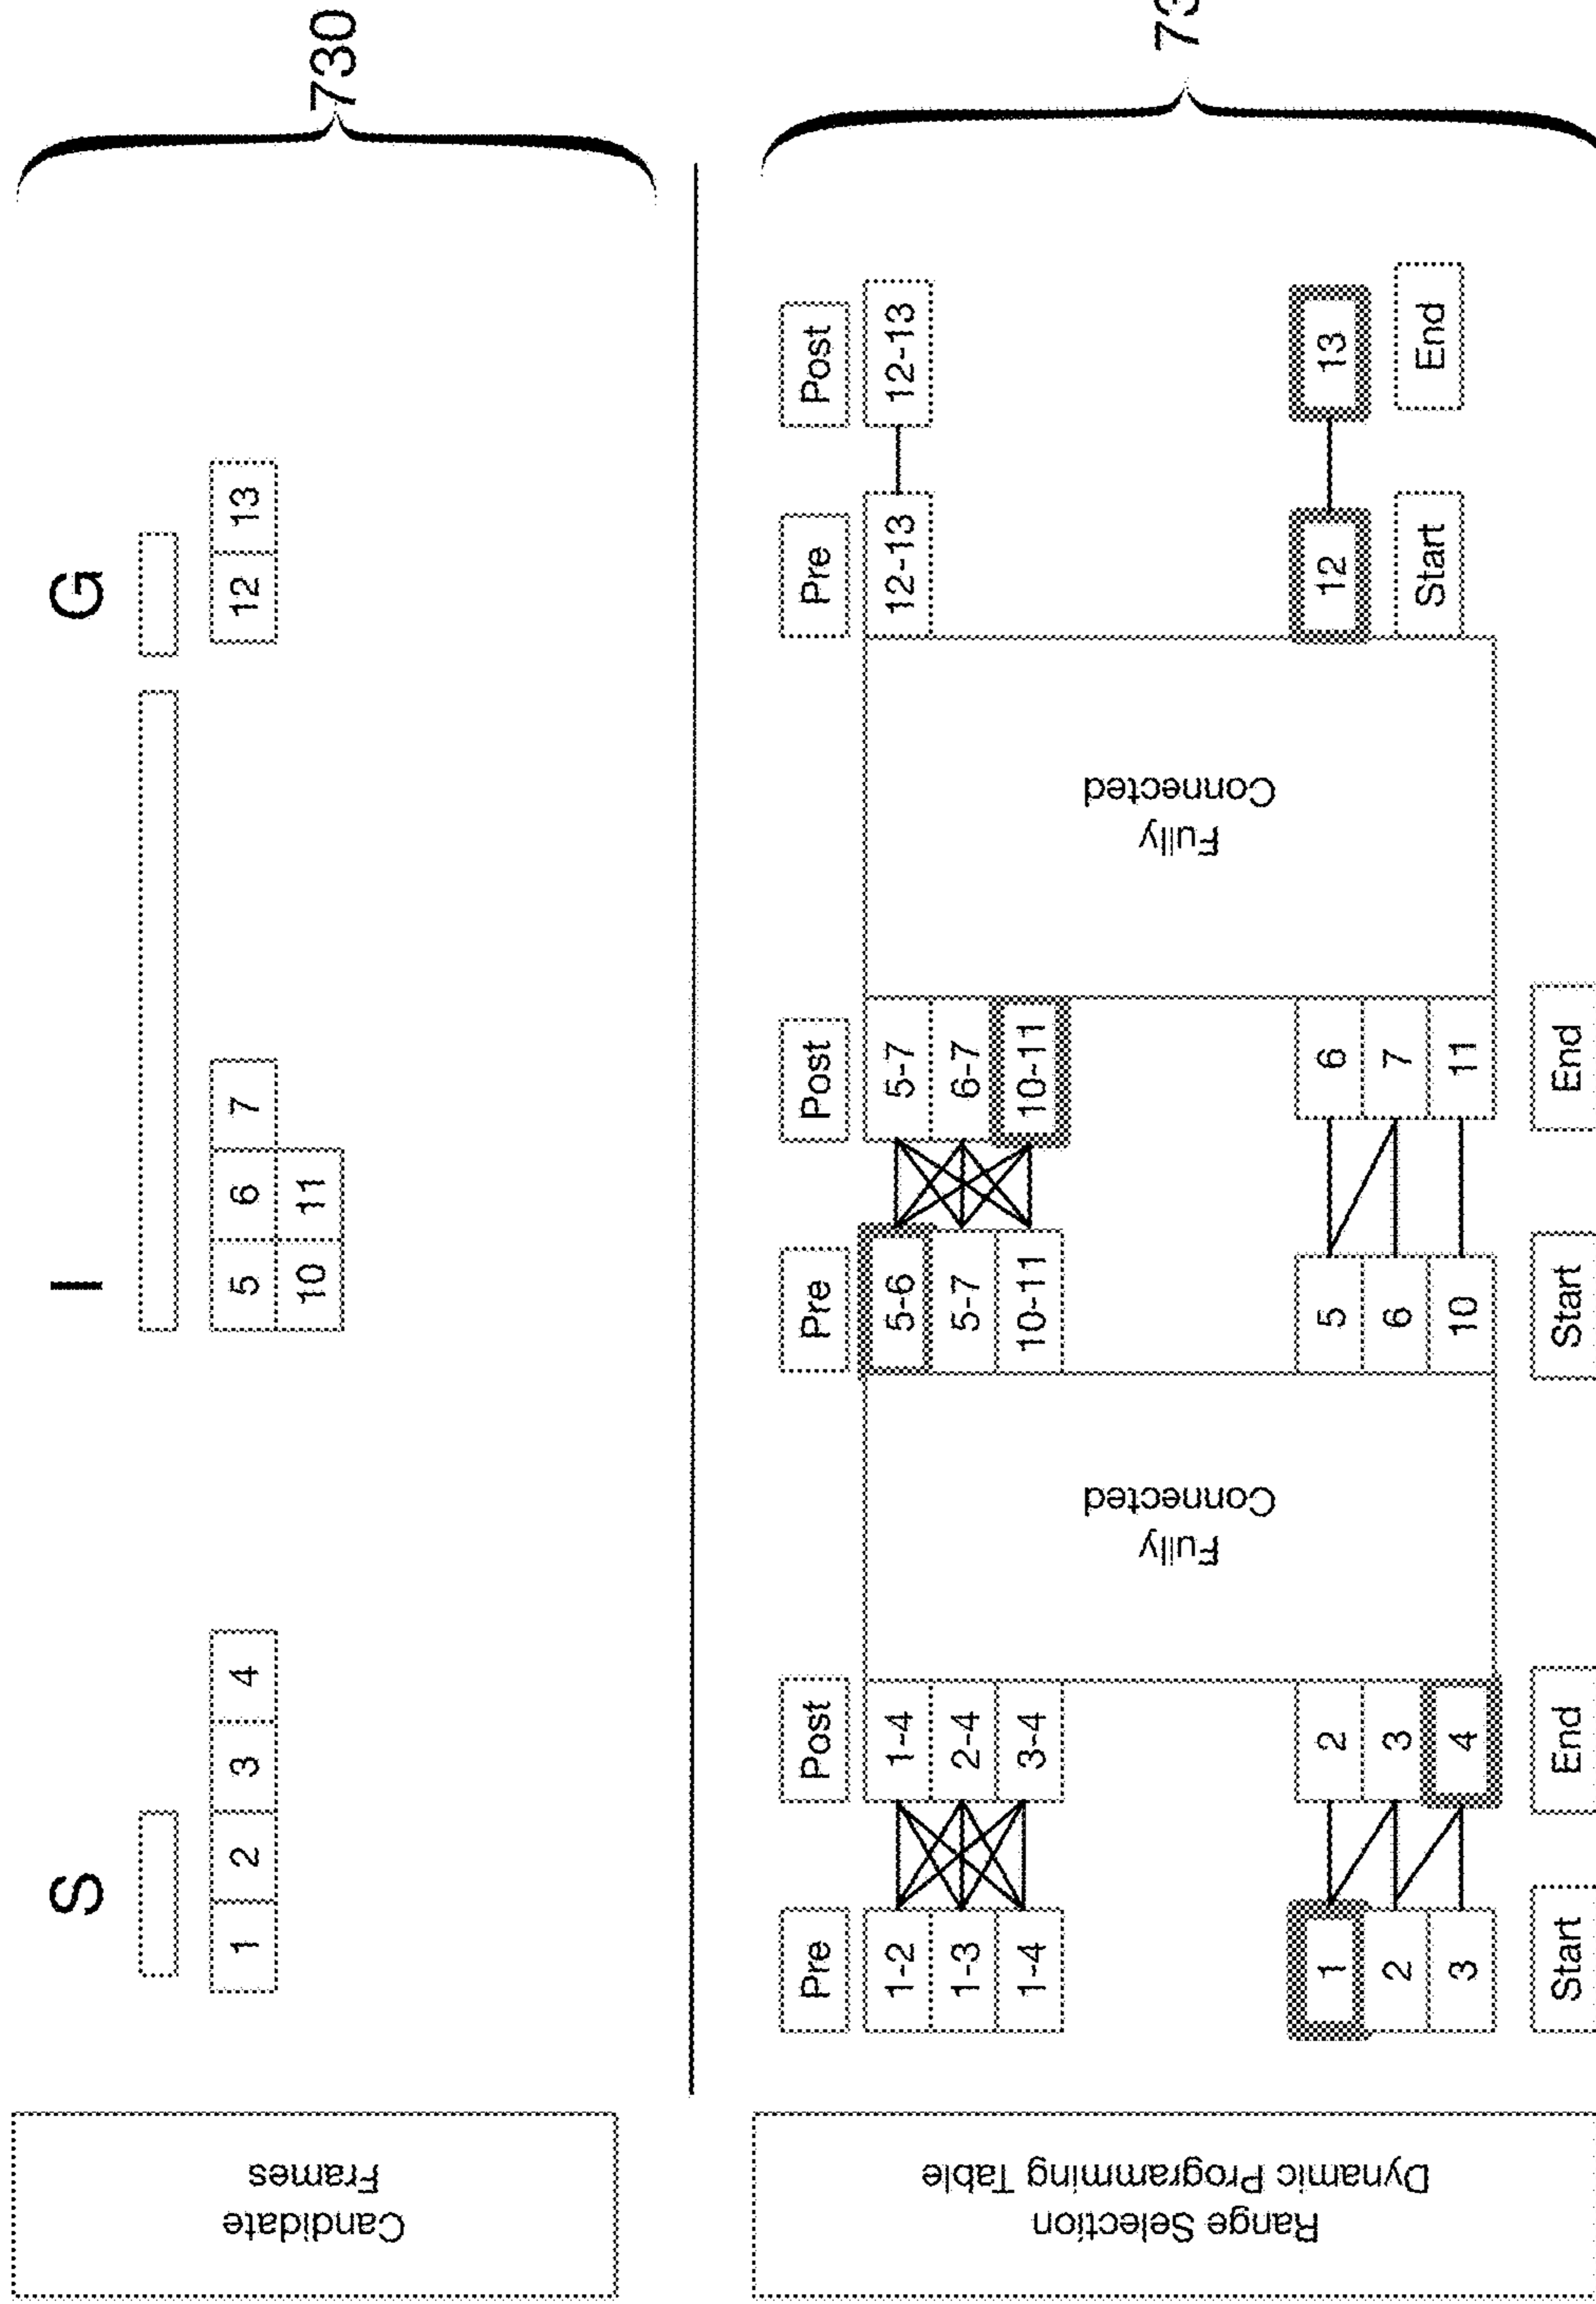 Candidate
Frames
S
I
G
1 2 3 4
5 6 7
12 13
10 11
730
Range Selection
Dynamic Programming Table
Pre
Post
Pre
Post
Pre
Post
1-2
1-4
5-6
5-7
12-13
12-13
1-3
2-4
5-7
6-7
1-4
3-4
10-11
10-11
Fully
Connected
Fully
Connected
1
2
5
6
12
13
2
3
6
7
Start
End
3
4
10
11
Start
End
Start
End
73